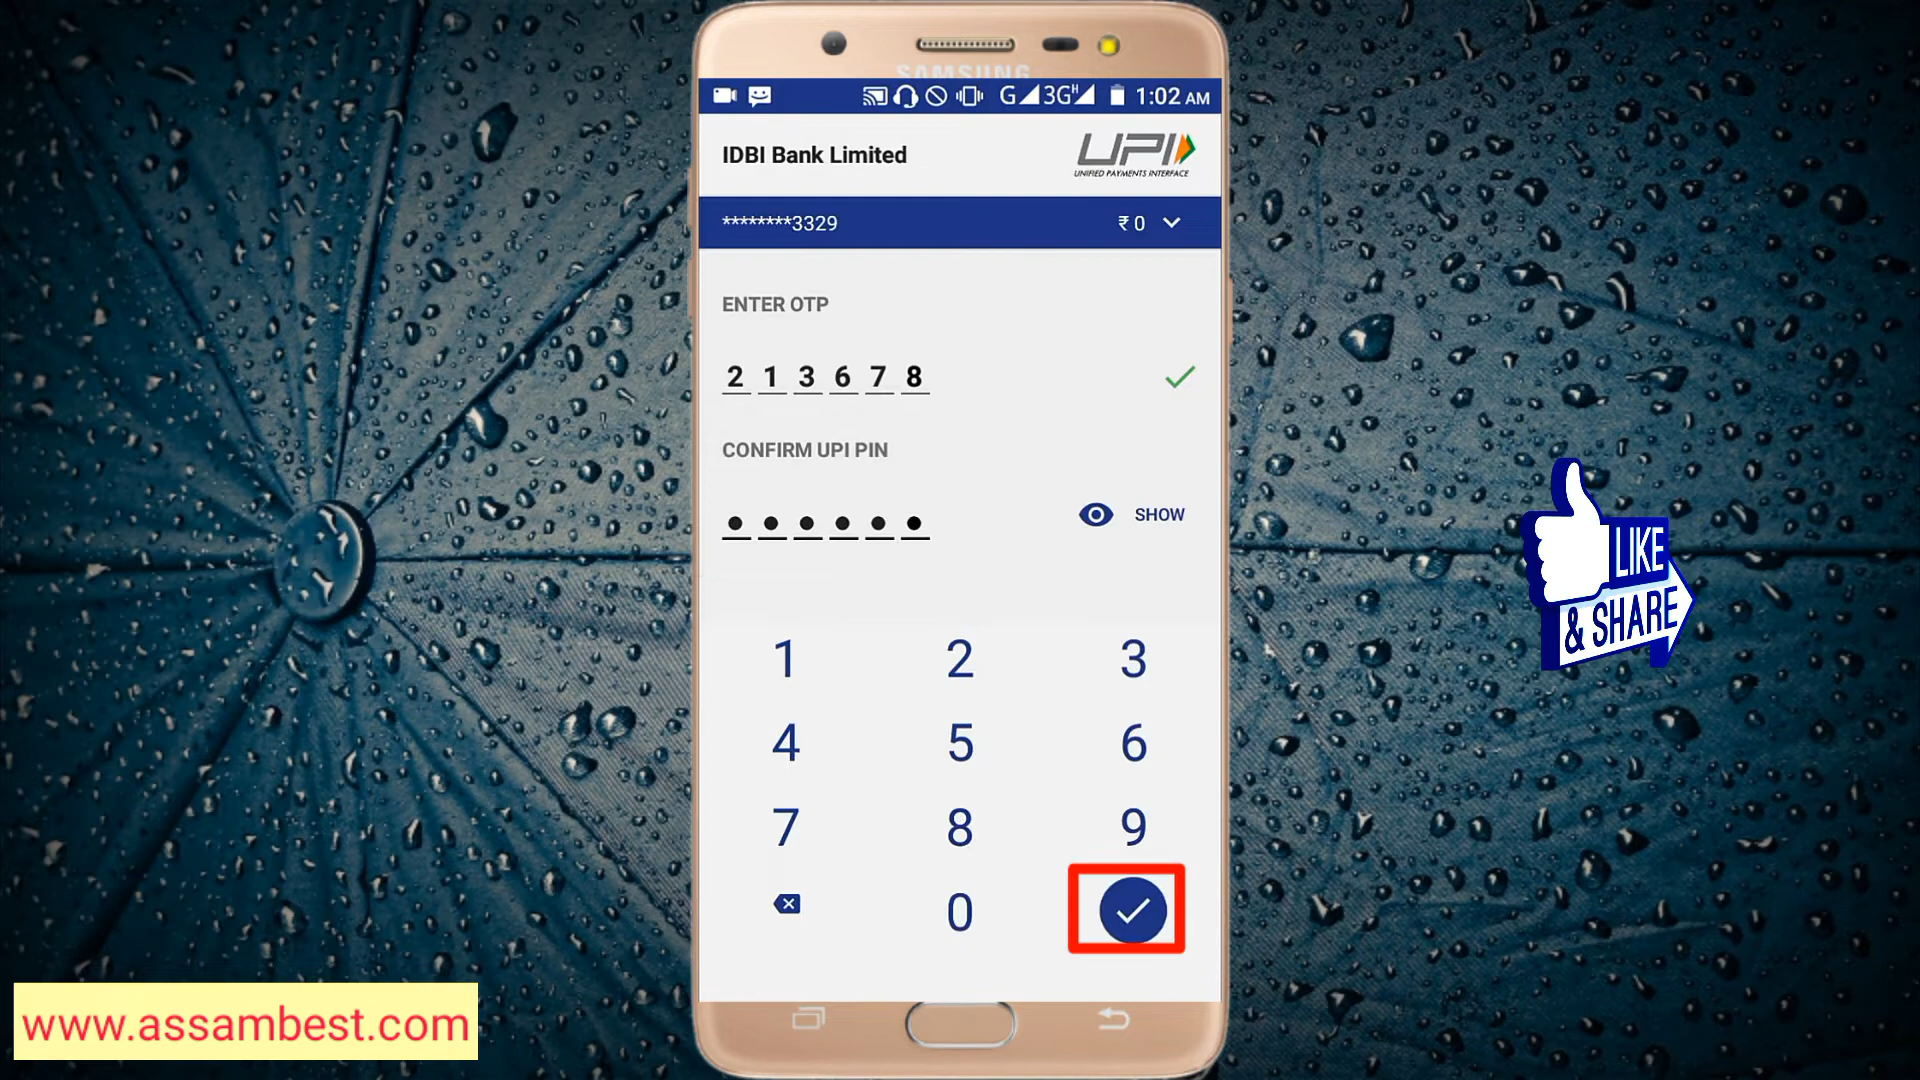 SAMSUNG
G 3G H 1:02 AM
IDBI Bank Limited
UPI
UNIFIED PAYMENTS INTERFACE
********3329 ₹ 0
ENTER OTP
2 1 3 6 7 8
CONFIRM UPI PIN
SHOW
1 2 3
4 5 6
7 8 9
0
LIKE
& SHARE
www.assambest.com